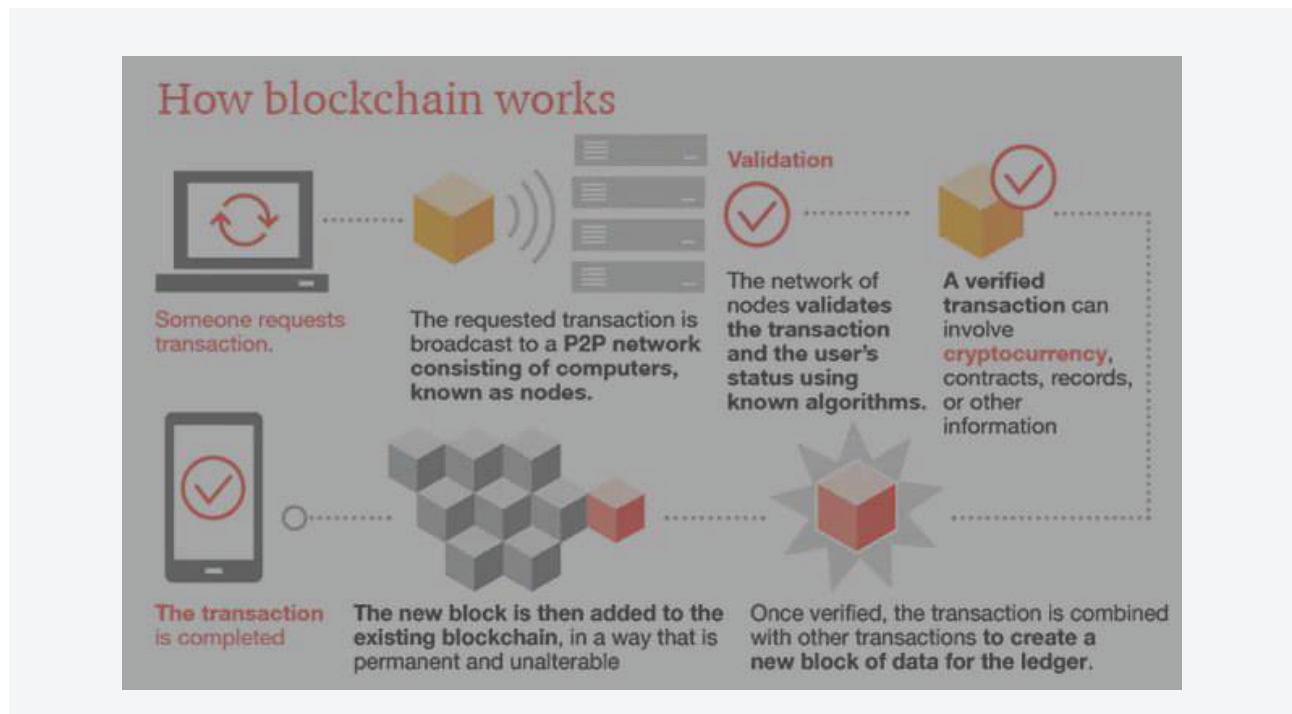 How blockchain works
Someone requests
transaction.
The requested transaction is
broadcast to a P2P network
consisting of computers,
known as nodes.
Validation
The network of
nodes validates
the transaction
and the user's
status using
known algorithms.
A verified
transaction can
involve
cryptocurrency,
contracts, records,
or other
information
Once verified, the transaction is combined
with other transactions to create a
new block of data for the ledger.
The new block is then added to the
existing blockchain, in a way that is
permanent and unalterable
The transaction
is completed